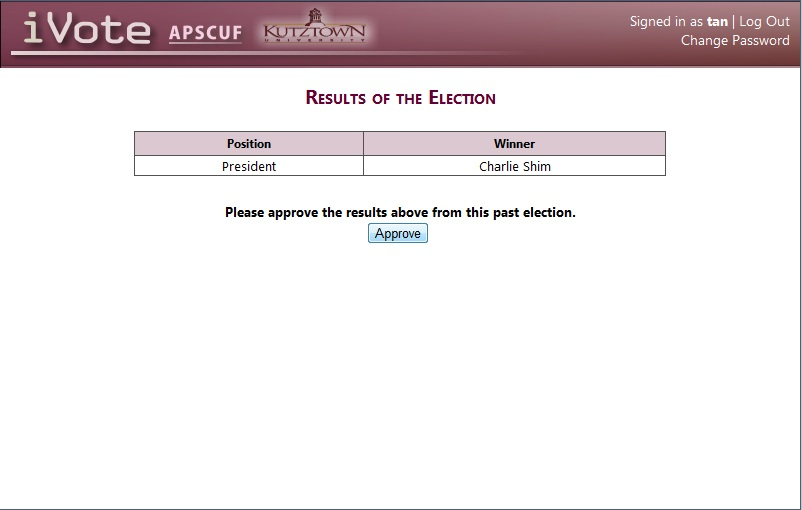 iVote APSCUF KUTZTOWN UNIVERSITY
Signed in as tan | Log Out
Change Password
RESULTS OF THE ELECTION
Position Winner
President Charlie Shim
Please approve the results above from this past election.
Approve